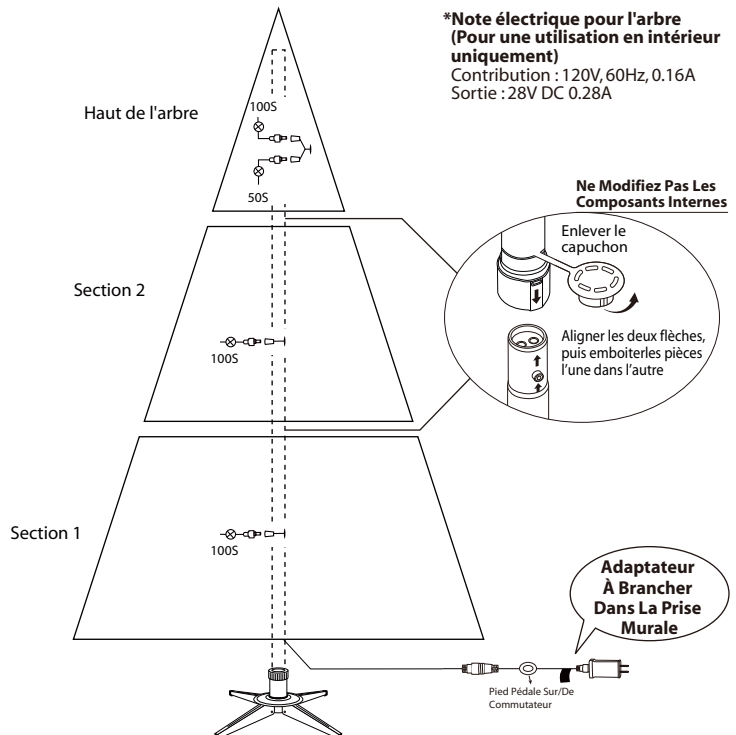 *Note électrique pour l'arbre
(Pour une utilisation en intérieur
uniquement)
Contribution : 120V, 60Hz, 0.16A
Sortie : 28V DC 0.28A
Haut de l'arbre
100S
50S
Ne Modifiez Pas Les
Composants Internes
Enlever le
capuchon
Aligner les deux flèches,
puis emboiterles pièces
l'une dans l'autre
Section 2
100S
Section 1
100S
Adaptateur
À Brancher
Dans La Prise
Murale
Pied Pédale Sur/De
Commutateur